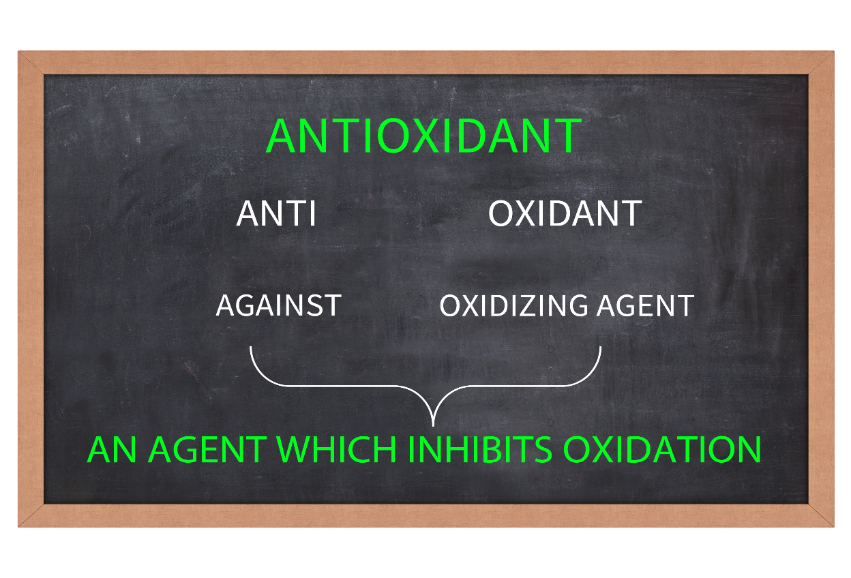 ANTIOXIDANT
ANTI OXIDANT
AGAINST OXIDIZING AGENT
AN AGENT WHICH INHIBITS OXIDATION